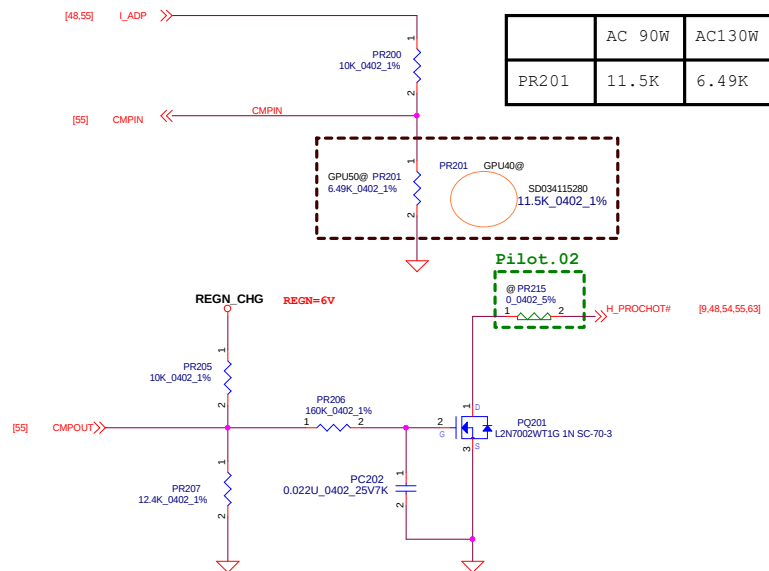 [48,55] I_ADP
AC 90W AC130W
PR201 11.5K 6.49K
1
PR200
10K_0402_1%
2
[55] CMPIN CMPIN
1
GPU50@ PR201
6.49K_0402_1%
2
PR201 GPU40@
SD034115280
11.5K_0402_1%
Pilot.02
@ PR215
0_0402_5%
1 2
H_PROCHOT# [9,48,54,55,63]
REGN_CHG REGN=6V
1
PR205
10K_0402_1%
2
[55] CMPOUT
PR206
160K_0402_1%
1 2
2 G
1 D
3 S
PQ201
L2N7002WT1G 1N SC-70-3
1
PR207
12.4K_0402_1%
2
1
PC202
0.022U_0402_25V7K
2